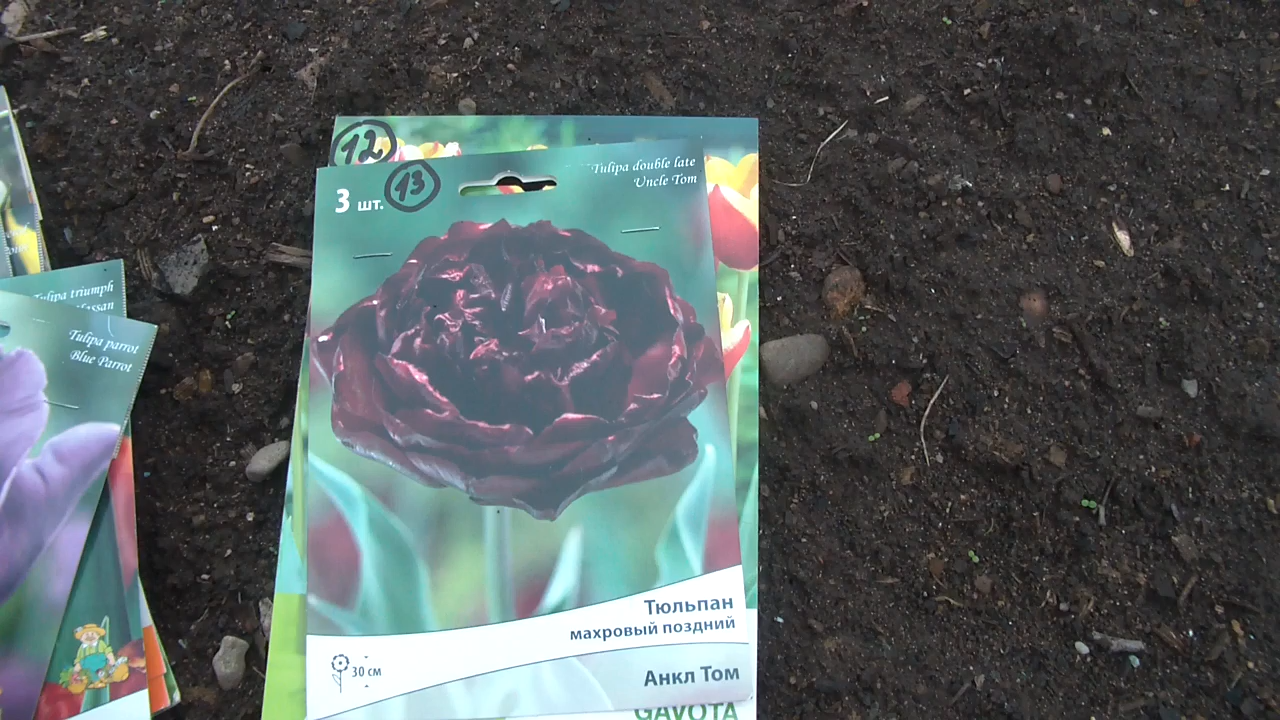 12
13
3 шт.
Tulipa double late
Uncle Tom
Тюльпан
махровый поздний
30 см
Анкл Том
GAVOTA
Tulipa triumph
Tulipa parrot
Blue Parrot